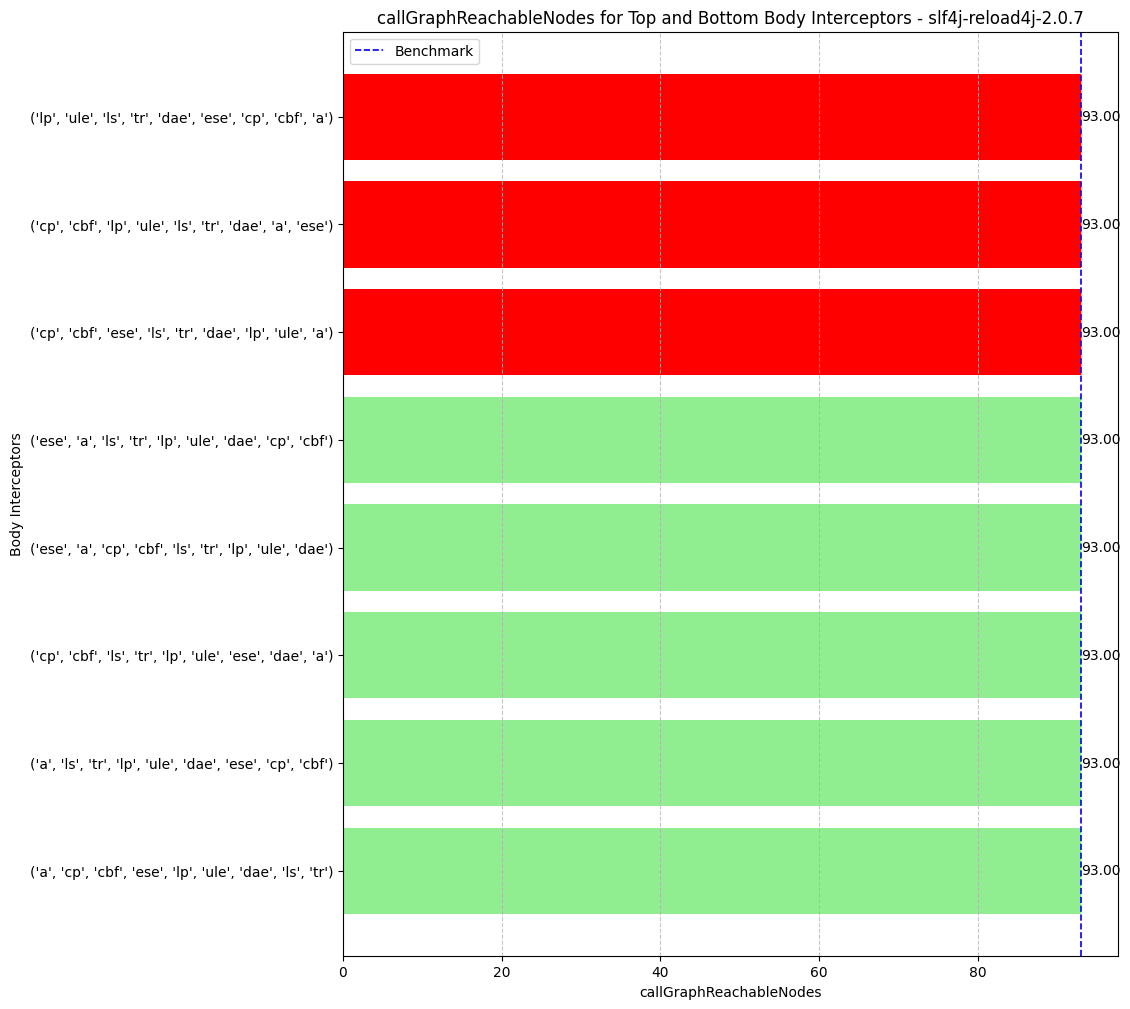 callGraphReachableNodes for Top and Bottom Body Interceptors - slf4j-reload4j-2.0.7
Benchmark
('lp', 'ule', 'ls', 'tr', 'dae', 'ese', 'cp', 'cbf', 'a') 93.00
('cp', 'cbf', 'lp', 'ule', 'ls', 'tr', 'dae', 'a', 'ese') 93.00
('cp', 'cbf', 'ese', 'ls', 'tr', 'dae', 'lp', 'ule', 'a') 93.00
('ese', 'a', 'ls', 'tr', 'lp', 'ule', 'dae', 'cp', 'cbf') 93.00
('ese', 'a', 'cp', 'cbf', 'ls', 'tr', 'lp', 'ule', 'dae') 93.00
('cp', 'cbf', 'ls', 'tr', 'lp', 'ule', 'ese', 'dae', 'a') 93.00
('a', 'ls', 'tr', 'lp', 'ule', 'dae', 'ese', 'cp', 'cbf') 93.00
('a', 'cp', 'cbf', 'ese', 'lp', 'ule', 'dae', 'ls', 'tr') 93.00
Body Interceptors
0 20 40 60 80
callGraphReachableNodes